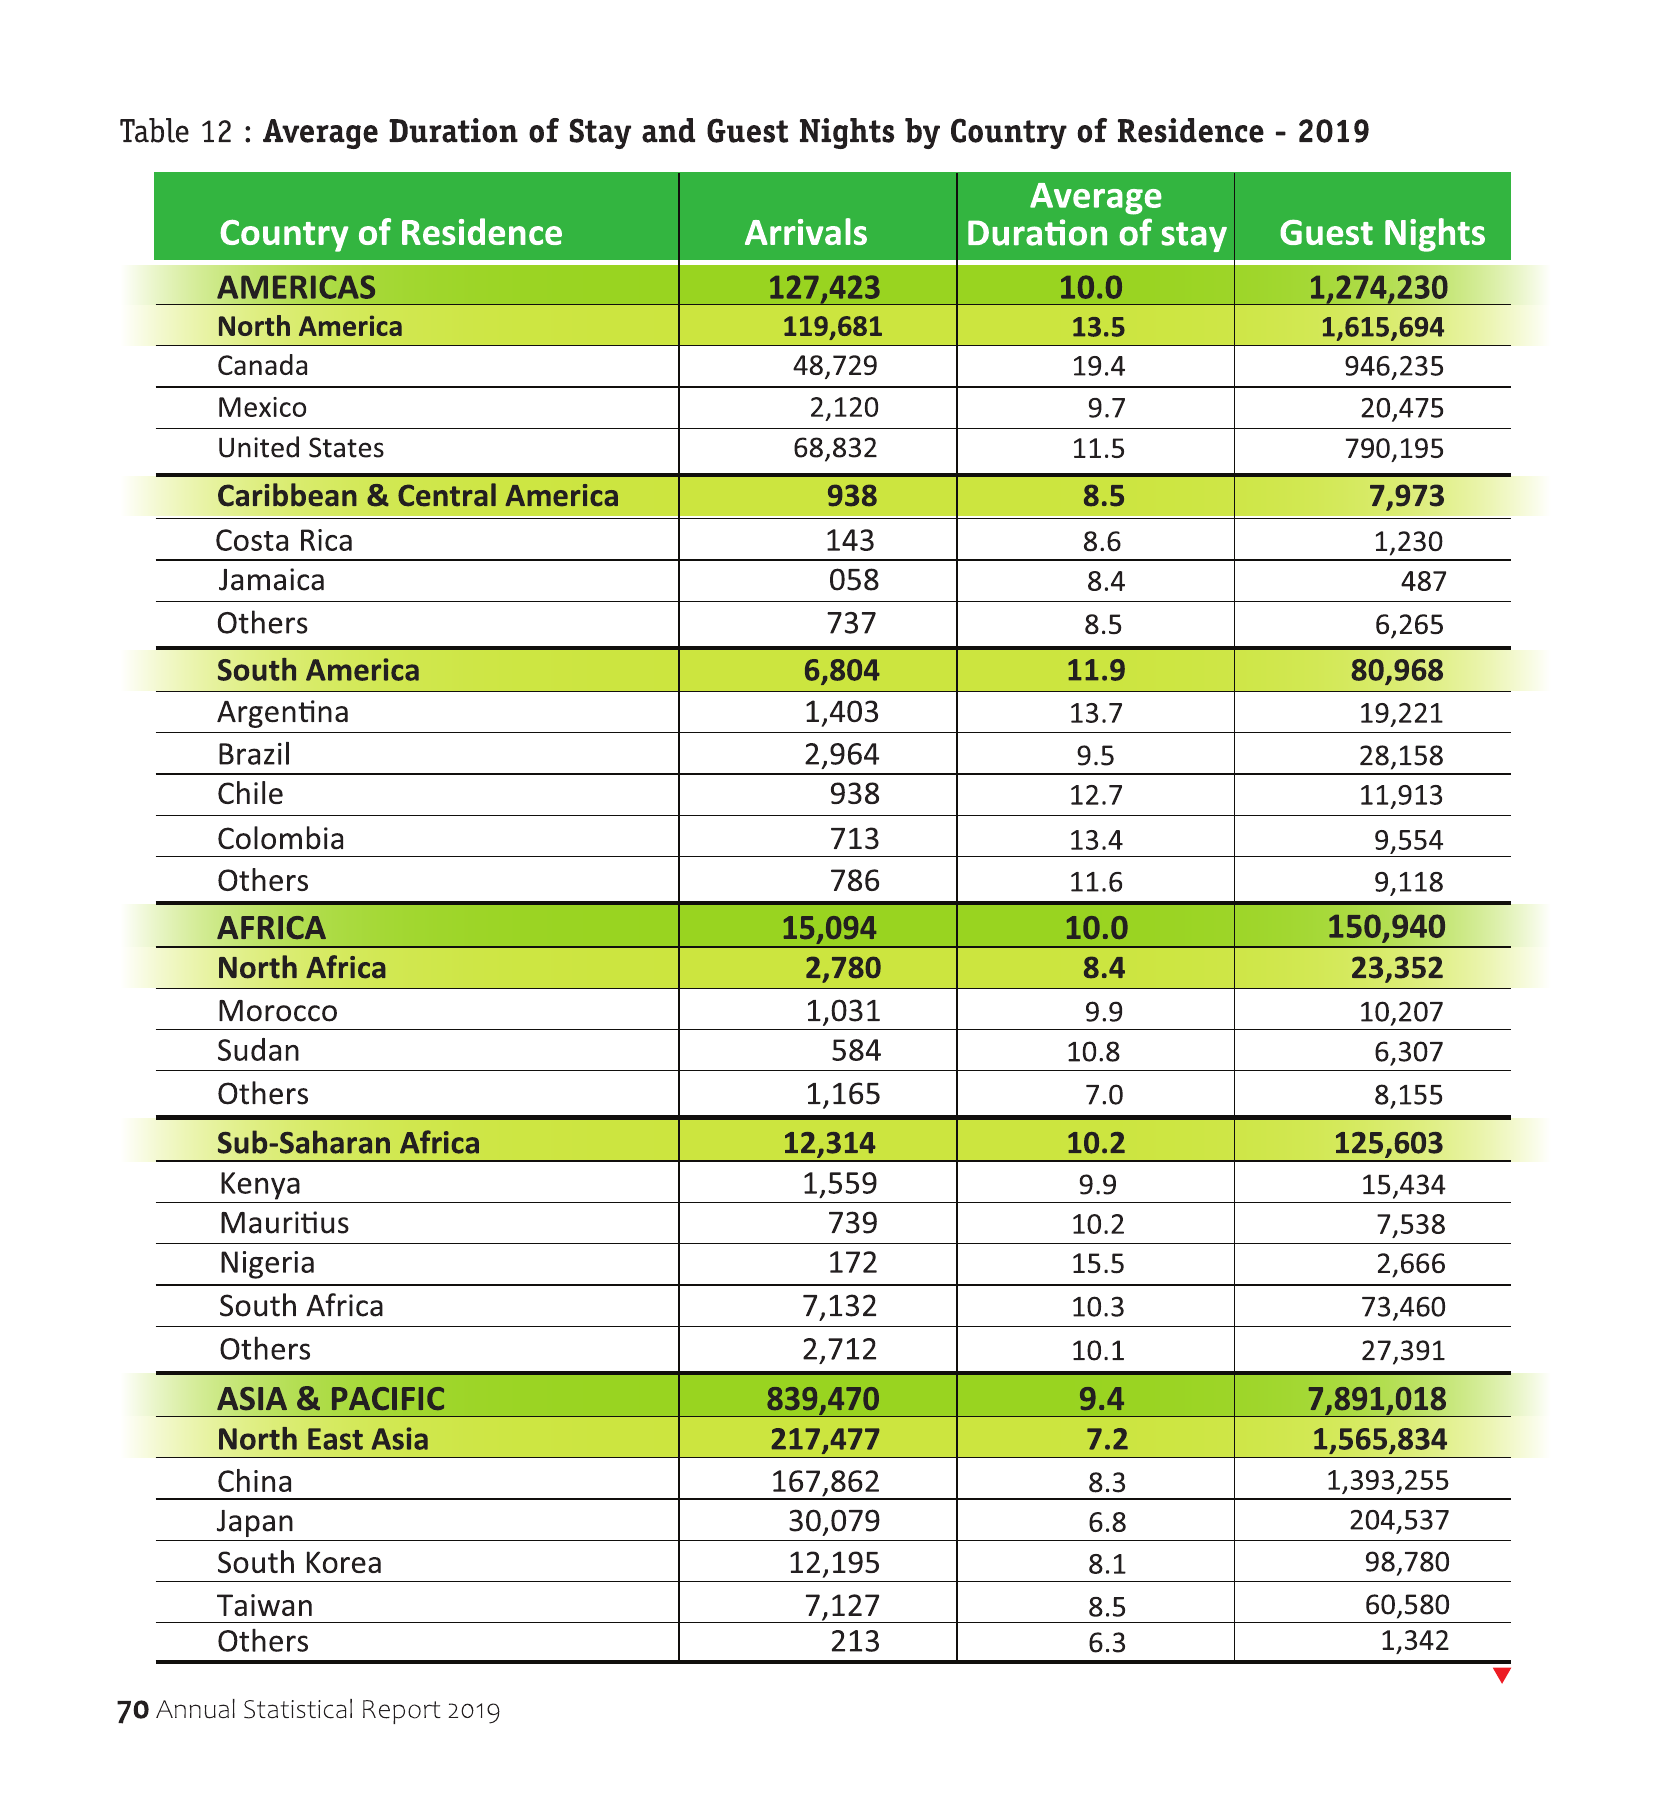 Table 12 : Average Duration of Stay and Guest Nights by Country of Residence - 2019
Country of Residence Arrivals Average Duration of stay Guest Nights
AMERICAS 127,423 10.0 1,274,230
North America 119,681 13.5 1,615,694
Canada 48,729 19.4 946,235
Mexico 2,120 9.7 20,475
United States 68,832 11.5 790,195
Caribbean & Central America 938 8.5 7,973
Costa Rica 143 8.6 1,230
Jamaica 058 8.4 487
Others 737 8.5 6,265
South America 6,804 11.9 80,968
Argentina 1,403 13.7 19,221
Brazil 2,964 9.5 28,158
Chile 938 12.7 11,913
Colombia 713 13.4 9,554
Others 786 11.6 9,118
AFRICA 15,094 10.0 150,940
North Africa 2,780 8.4 23,352
Morocco 1,031 9.9 10,207
Sudan 584 10.8 6,307
Others 1,165 7.0 8,155
Sub-Saharan Africa 12,314 10.2 125,603
Kenya 1,559 9.9 15,434
Mauritius 739 10.2 7,538
Nigeria 172 15.5 2,666
South Africa 7,132 10.3 73,460
Others 2,712 10.1 27,391
ASIA & PACIFIC 839,470 9.4 7,891,018
North East Asia 217,477 7.2 1,565,834
China 167,862 8.3 1,393,255
Japan 30,079 6.8 204,537
South Korea 12,195 8.1 98,780
Taiwan 7,127 8.5 60,580
Others 213 6.3 1,342
70 Annual Statistical Report 2019